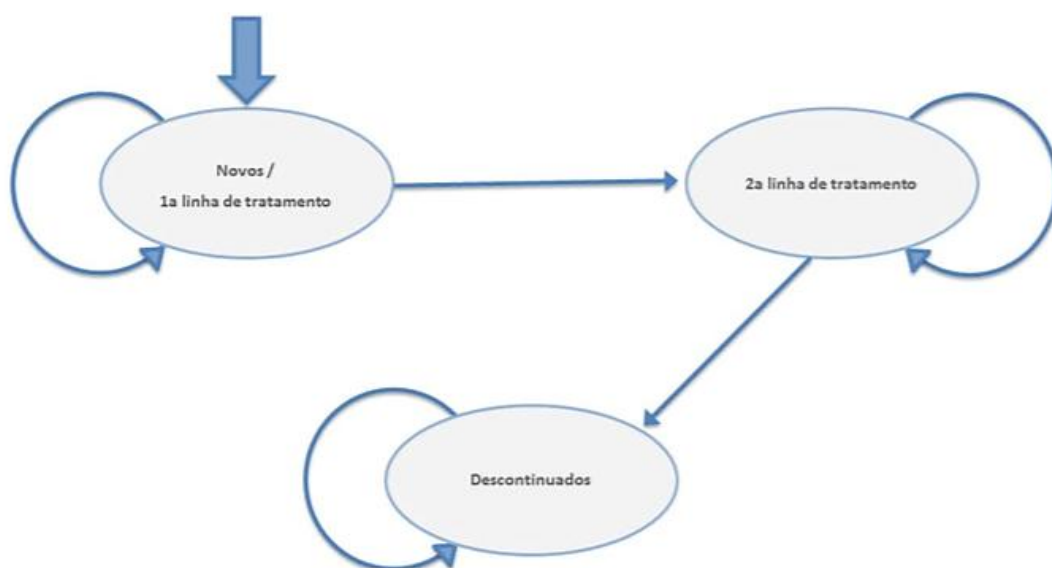 Novos /
1a linha de tratamento
2a linha de tratamento
Descontinuados